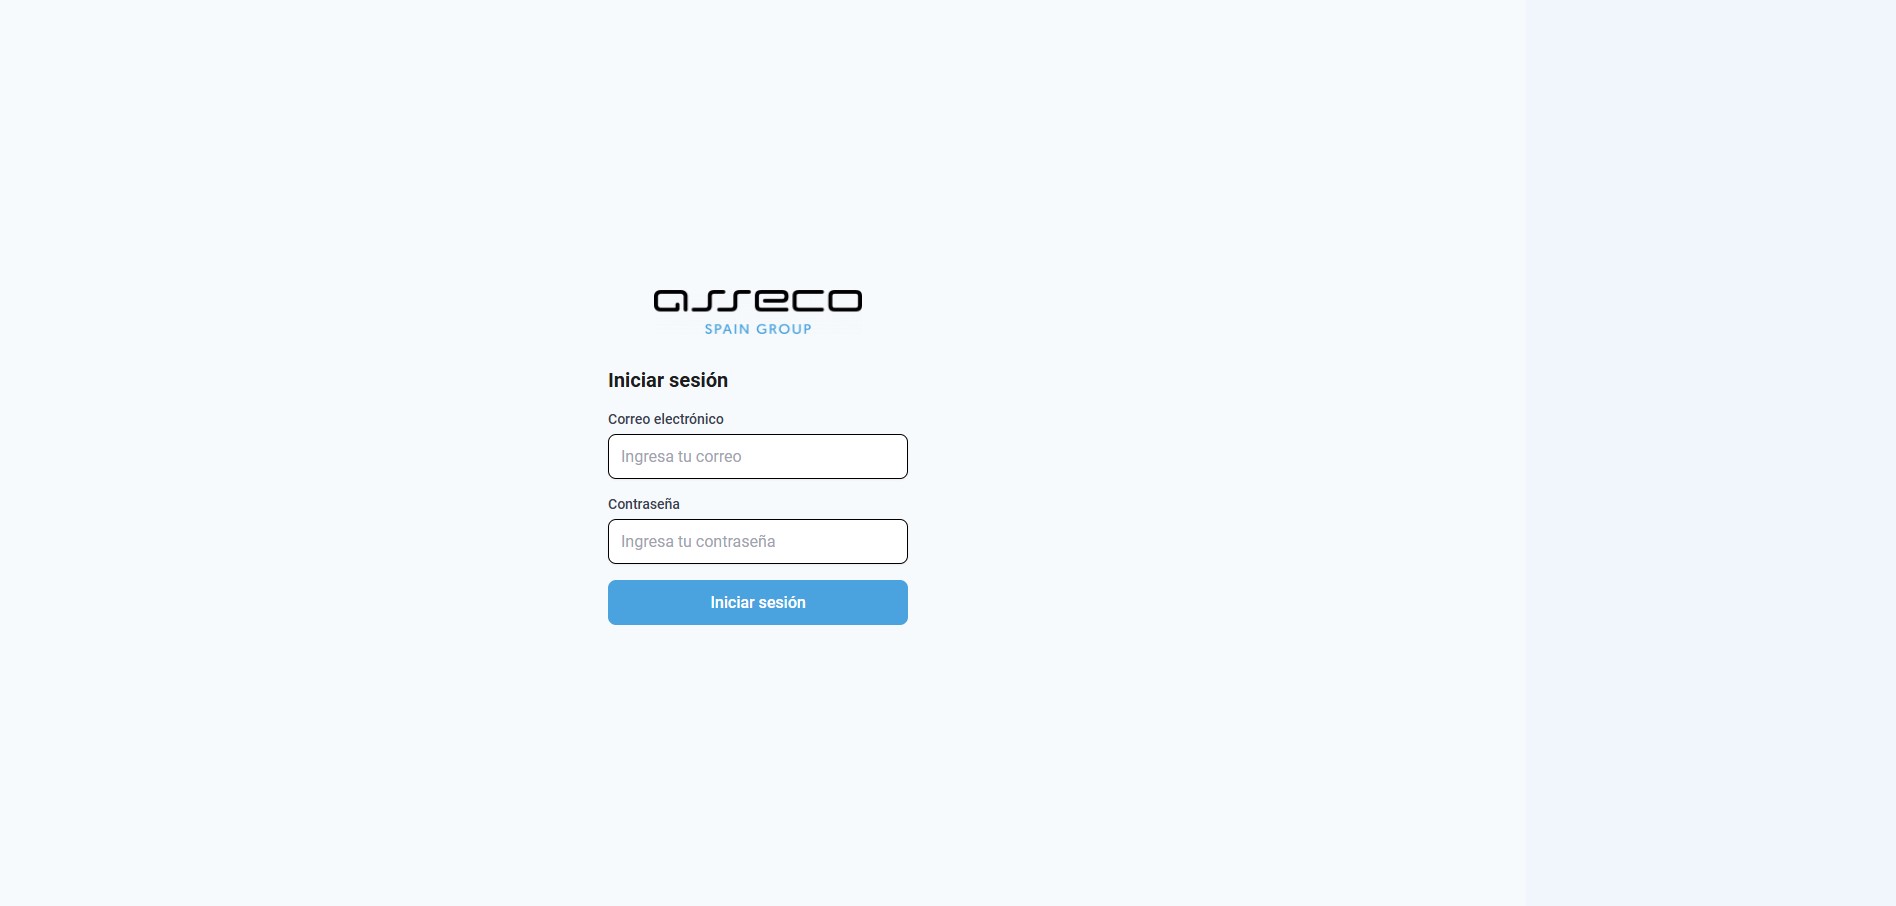 asseco
SPAIN GROUP
Iniciar sesión
Correo electrónico
Ingresa tu correo
Contraseña
Ingresa tu contraseña
Iniciar sesión